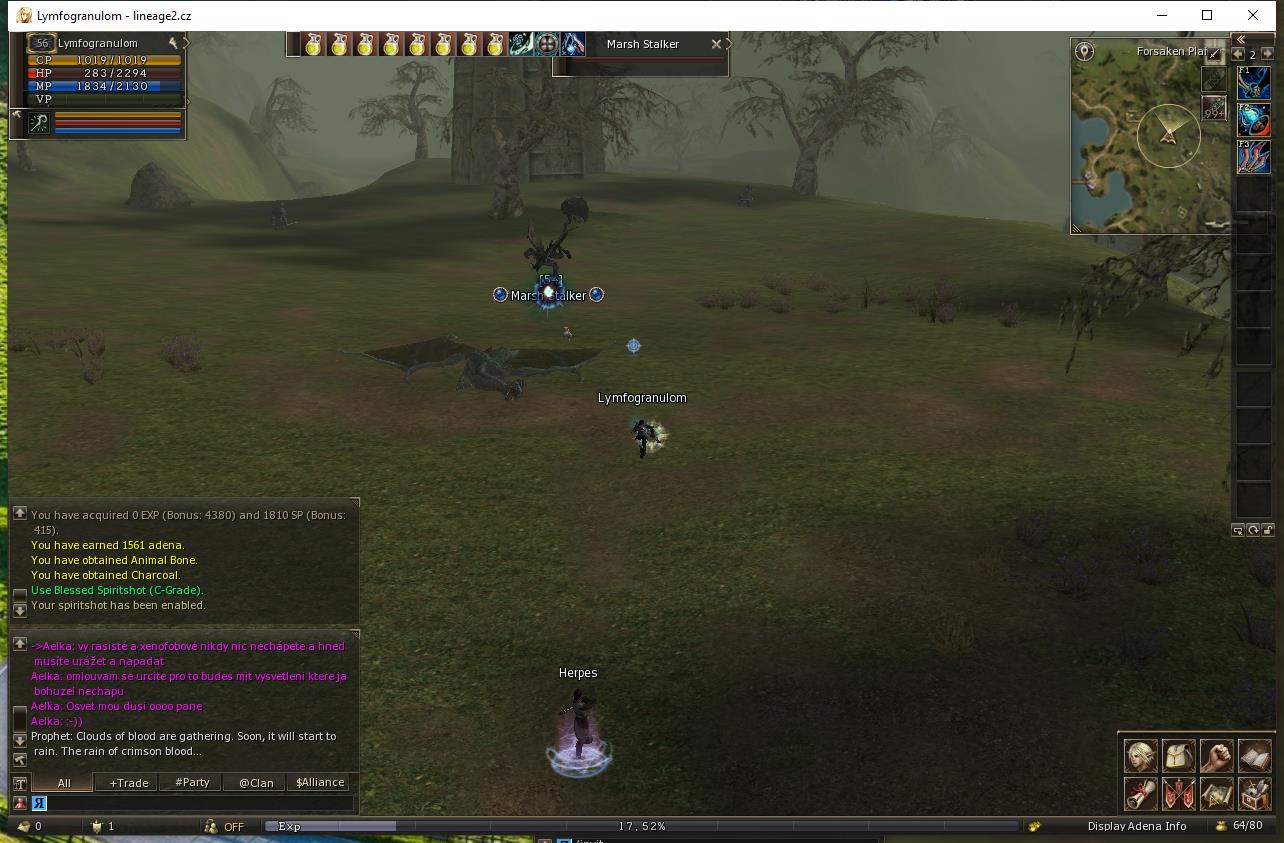 Lymfogranulom - lineage2.cz
56 Lymfogranulom
CP 1019/1019
HP 283/2294
MP 1834/2130
VP
Marsh Stalker
Forsaken Plai
2
F1
99+
F2
F3
Marsh Stalker
Lymfogranulom
You have acquired 0 EXP (Bonus: 4380) and 1810 SP (Bonus:
415).
You have earned 1561 adena.
You have obtained Animal Bone.
You have obtained Charcoal.
Use Blessed Spiritshot (C-Grade).
Your spiritshot has been enabled.
->Aelka: vy rasisté a xenofobové nikdy nic nechápete a hned
musíte urážet a napadat
Aelka: omlouvam se urcite pro to budes mit vysvetleni ktere ja
bohuzel nechapu
Aelka: Osvet mou dusi oooo pane
Aelka: :-))
Prophet: Clouds of blood are gathering. Soon, it will start to
rain. The rain of crimson blood...
Herpes
All +Trade #Party @Clan $Alliance
Я
0 1 OFF Exp 17,52% Display Adena Info 64/80